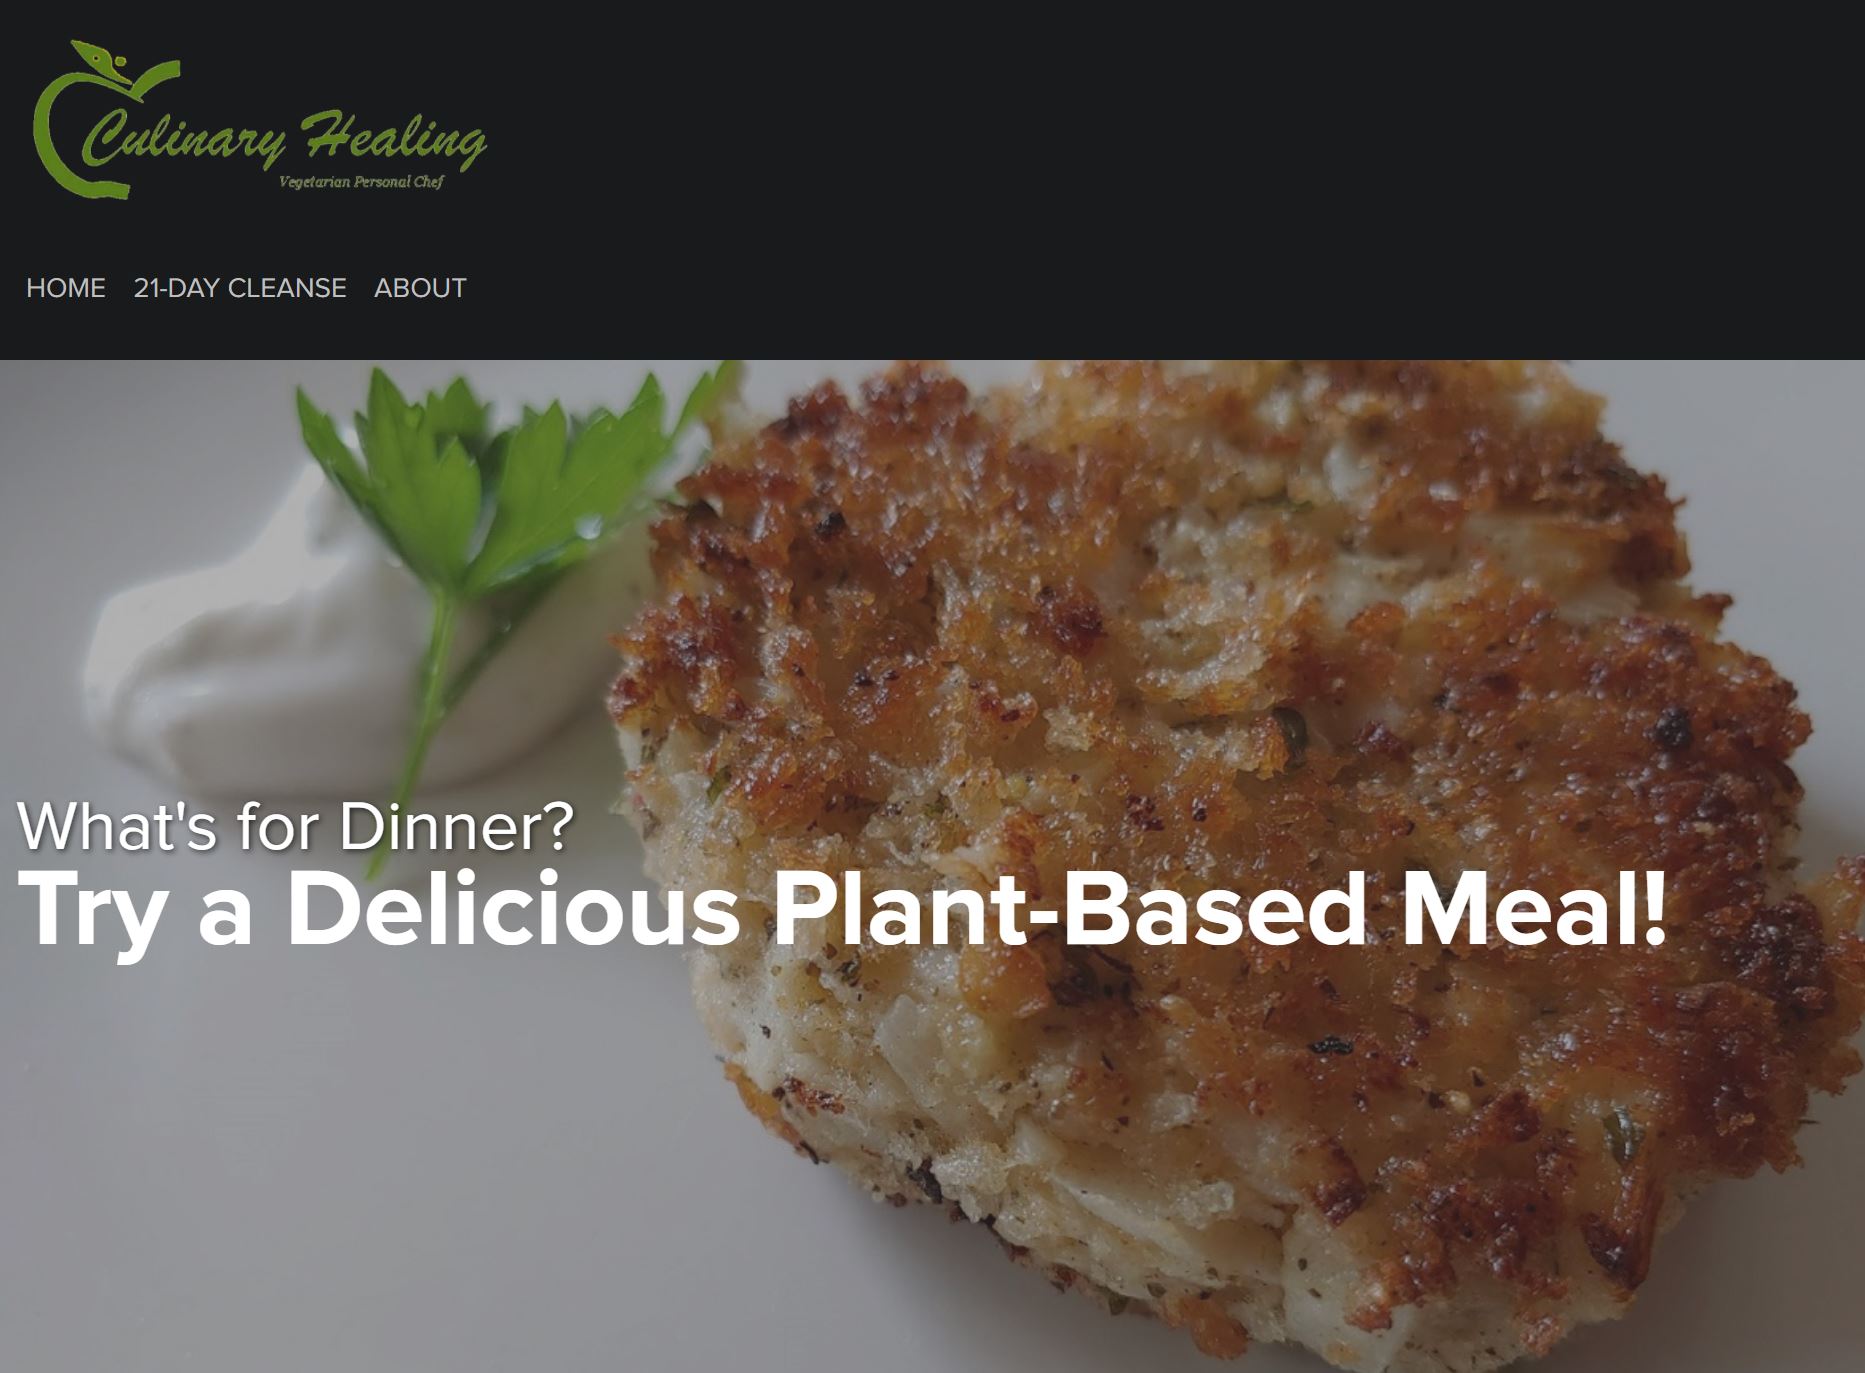 Culinary Healing
Vegetarian Personal Chef
HOME 21-DAY CLEANSE ABOUT
What's for Dinner?
Try a Delicious Plant-Based Meal!